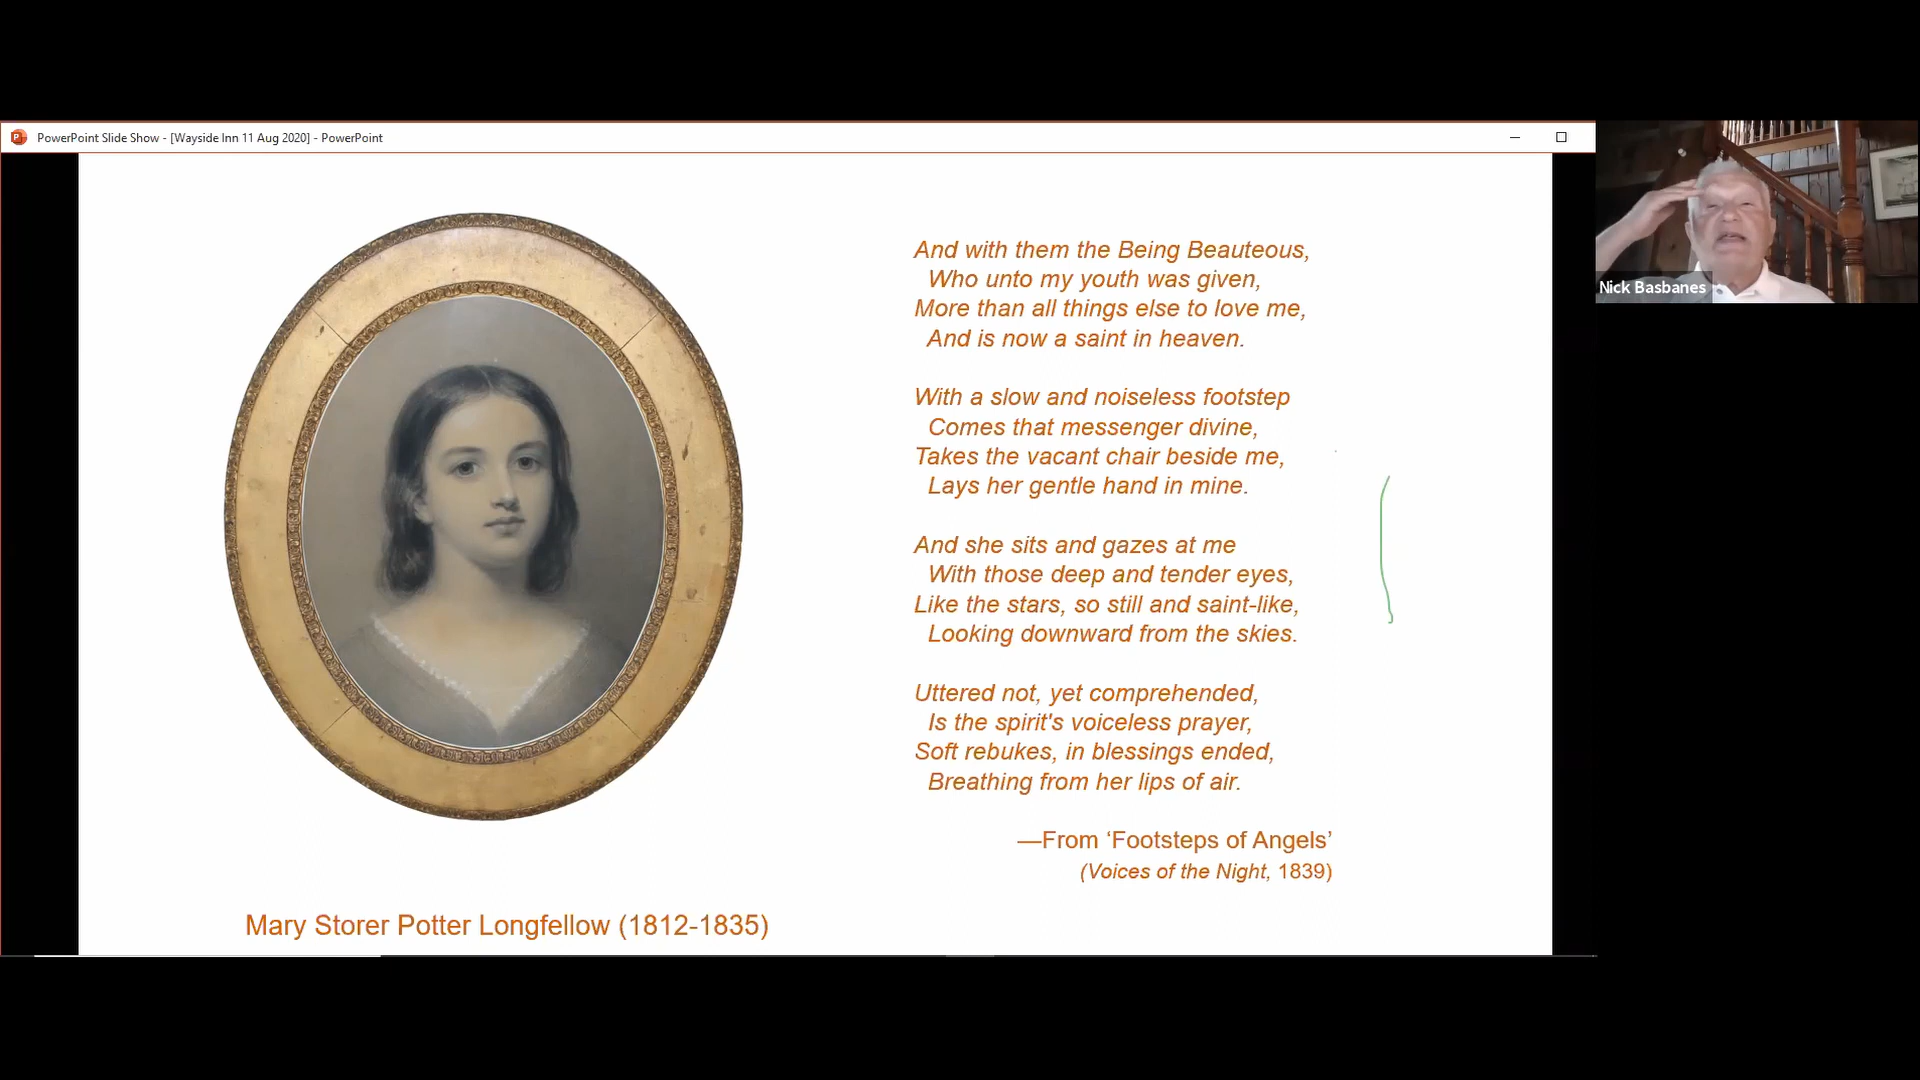 PowerPoint Slide Show - [Wayside Inn 11 Aug 2020] - PowerPoint
And with them the Being Beauteous,
Who unto my youth was given,
More than all things else to love me,
And is now a saint in heaven.
With a slow and noiseless footstep
Comes that messenger divine,
Takes the vacant chair beside me,
Lays her gentle hand in mine.
And she sits and gazes at me
With those deep and tender eyes,
Like the stars, so still and saint-like,
Looking downward from the skies.
Uttered not, yet comprehended,
Is the spirit's voiceless prayer,
Soft rebukes, in blessings ended,
Breathing from her lips of air.
—From ‘Footsteps of Angels’
(Voices of the Night, 1839)
Mary Storer Potter Longfellow (1812-1835)
Nick Basbanes